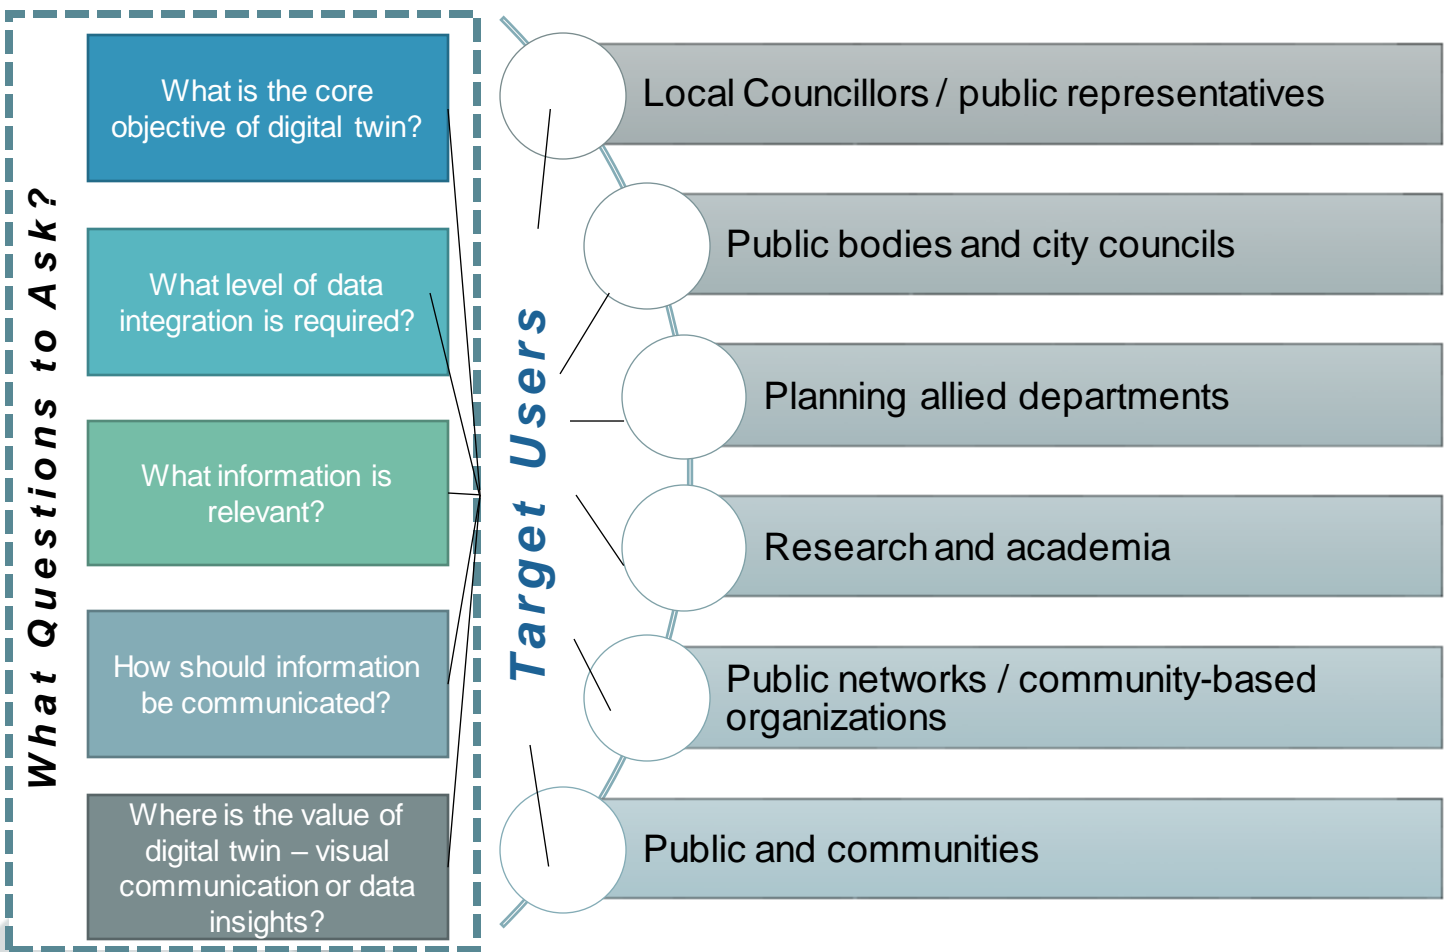 What Questions to Ask?
What is the core
objective of digital twin?
What level of data
integration is required?
What information is
relevant?
How should information
be communicated?
Where is the value of
digital twin – visual
communication or data
insights?
Target Users
Local Councillors / public representatives
Public bodies and city councils
Planning allied departments
Research and academia
Public networks / community-based
organizations
Public and communities